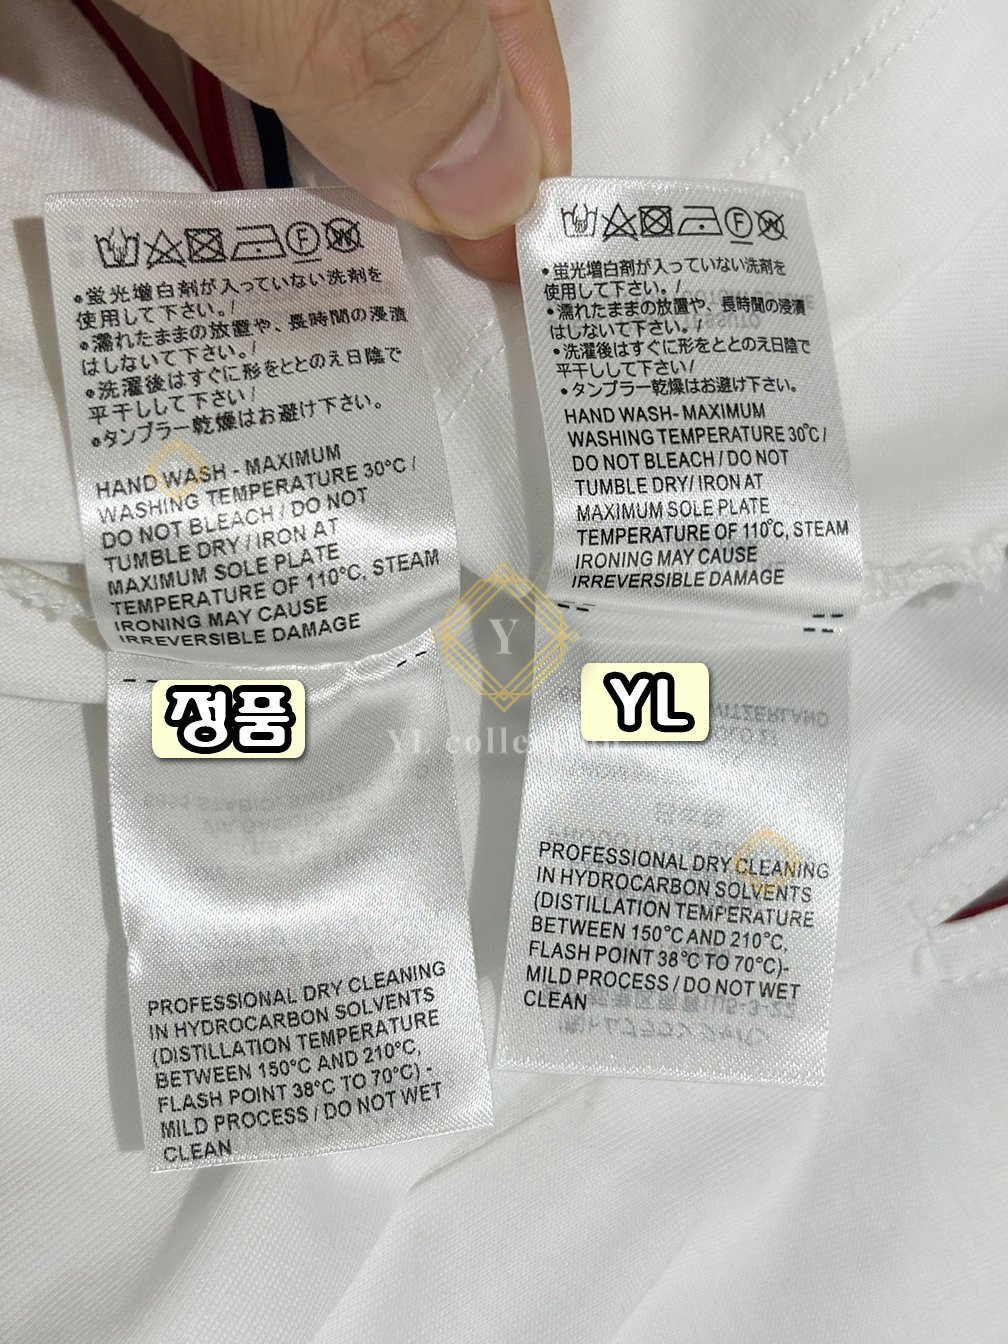 •蛍光増白剤が入っていない洗剤を
使用して下さい。/
•濡れたままの放置や、長時間の浸漬
はしないて下さい。/
•洗濯後はすぐに形をととのえ日陰で
平干しして下さい/
•タンブラー乾燥はお避け下さい。
HAND WASH - MAXIMUM
WASHING TEMPERATURE 30°C /
DO NOT BLEACH / DO NOT
TUMBLE DRY / IRON AT
MAXIMUM SOLE PLATE
TEMPERATURE OF 110°C, STEAM
IRONING MAY CAUSE
IRREVERSIBLE DAMAGE
정품
PROFESSIONAL DRY CLEANING
IN HYDROCARBON SOLVENTS
(DISTILLATION TEMPERATURE
BETWEEN 150°C AND 210°C,
FLASH POINT 38°C TO 70°C) -
MILD PROCESS / DO NOT WET
CLEAN
F
•蛍光増白剤が入っていない洗剤を
使用して下さい。/
•濡れたままの放置や、長時間の浸漬
はしないて下さい。/
•洗濯後はすぐに形をととのえ日陰で
平干しして下さい/
•タンブラー乾燥はお避け下さい。
HAND WASH- MAXIMUM
WASHING TEMPERATURE 30°C /
DO NOT BLEACH / DO NOT
TUMBLE DRY/ IRON AT
MAXIMUM SOLE PLATE
TEMPERATURE OF 110°C, STEAM
IRONING MAY CAUSE
IRREVERSIBLE DAMAGE
YL
PROFESSIONAL DRY CLEANING
IN HYDROCARBON SOLVENTS
(DISTILLATION TEMPERATURE
BETWEEN 150°C AND 210°C,
FLASH POINT 38°C TO 70°C)-
MILD PROCESS / DO NOT WET
CLEAN
F
Y
YL collection